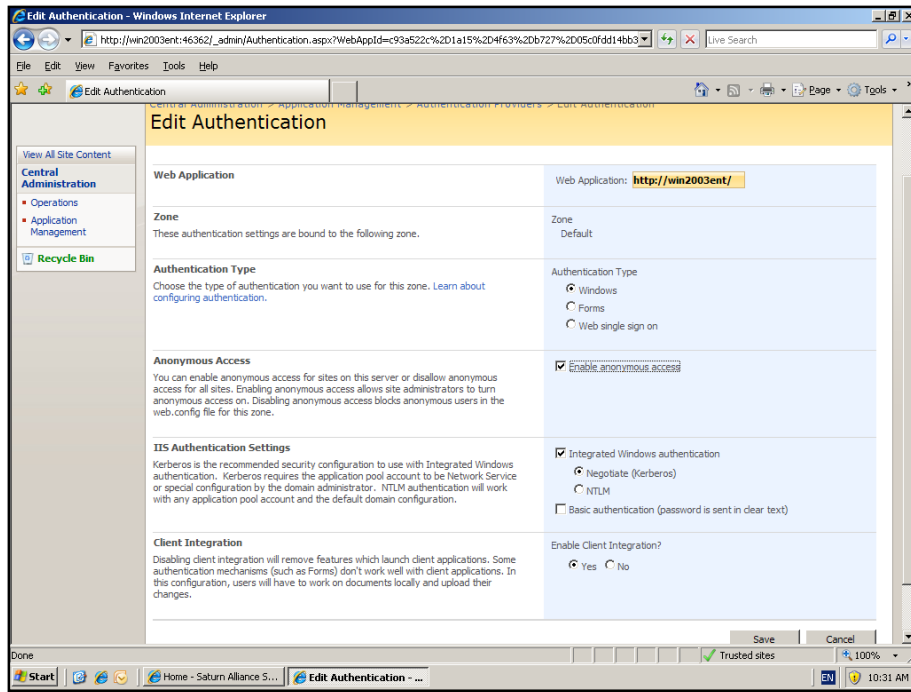 Edit Authentication - Windows Internet Explorer
http://win2003ent:46362/_admin/Authentication.aspx?WebAppId=c93a522c%2D1a15%2D4f63%2Db727%2D05c0fdd14bb3
Live Search
File Edit View Favorites Tools Help
Edit Authentication
Page Tools
Central Administration > Application Management > Authentication Providers > Edit Authentication
Edit Authentication
View All Site Content
Central
Administration
Operations
Application
Management
Recycle Bin
Web Application
Web Application: http://win2003ent/
Zone
These authentication settings are bound to the following zone.
Zone
Default
Authentication Type
Choose the type of authentication you want to use for this zone. Learn about
configuring authentication.
Authentication Type
Windows
Forms
Web single sign on
Anonymous Access
You can enable anonymous access for sites on this server or disallow anonymous
access for all sites. Enabling anonymous access allows site administrators to turn
anonymous access on. Disabling anonymous access blocks anonymous users in the
web.config file for this zone.
Enable anonymous access
IIS Authentication Settings
Kerberos is the recommended security configuration to use with Integrated Windows
authentication. Kerberos requires the application pool account to be Network Service
or special configuration by the domain administrator. NTLM authentication will work
with any application pool account and the default domain configuration.
Integrated Windows authentication
Negotiate (Kerberos)
NTLM
Basic authentication (password is sent in clear text)
Client Integration
Disabling client integration will remove features which launch client applications. Some
authentication mechanisms (such as Forms) don't work well with client applications. In
this configuration, users will have to work on documents locally and upload their
changes.
Enable Client Integration?
Yes No
Save Cancel
Done
Trusted sites
100%
Start
Home - Saturn Alliance S...
Edit Authentication - ...
EN
10:31 AM